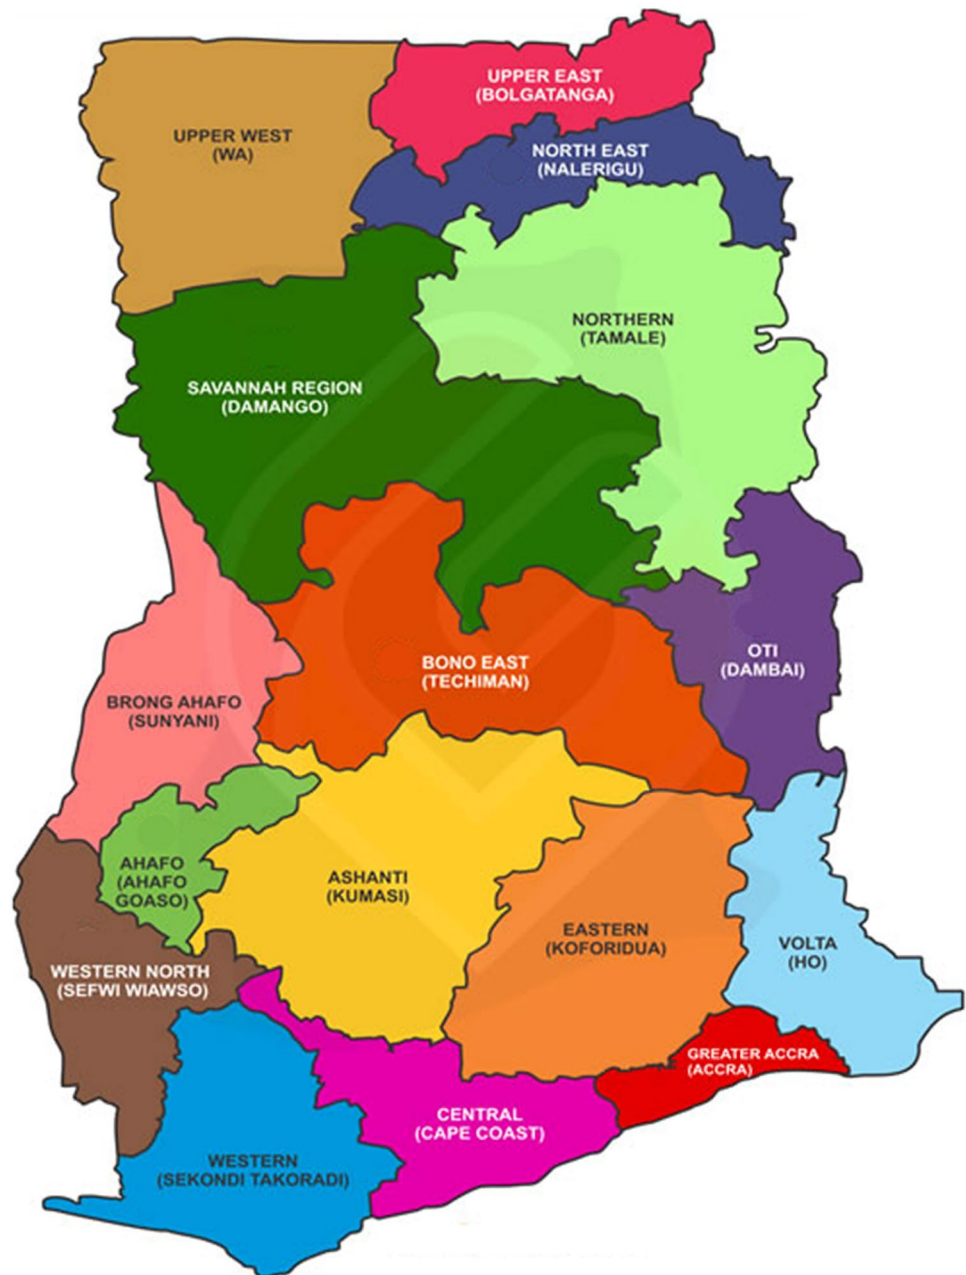 UPPER EAST
(BOLGATANGA)
UPPER WEST
(WA)
NORTH EAST
(NALERIGU)
NORTHERN
(TAMALE)
SAVANNAH REGION
(DAMANGO)
BONO EAST
(TECHIMAN)
OTI
(DAMBAI)
BRONG AHAFO
(SUNYANI)
AHAFO
(AHAFO
GOASO)
ASHANTI
(KUMASI)
EASTERN
(KOFORIDUA)
VOLTA
(HO)
WESTERN NORTH
(SEFWI WIAWSO)
GREATER ACCRA
(ACCRA)
CENTRAL
(CAPE COAST)
WESTERN
(SEKONDI TAKORADI)